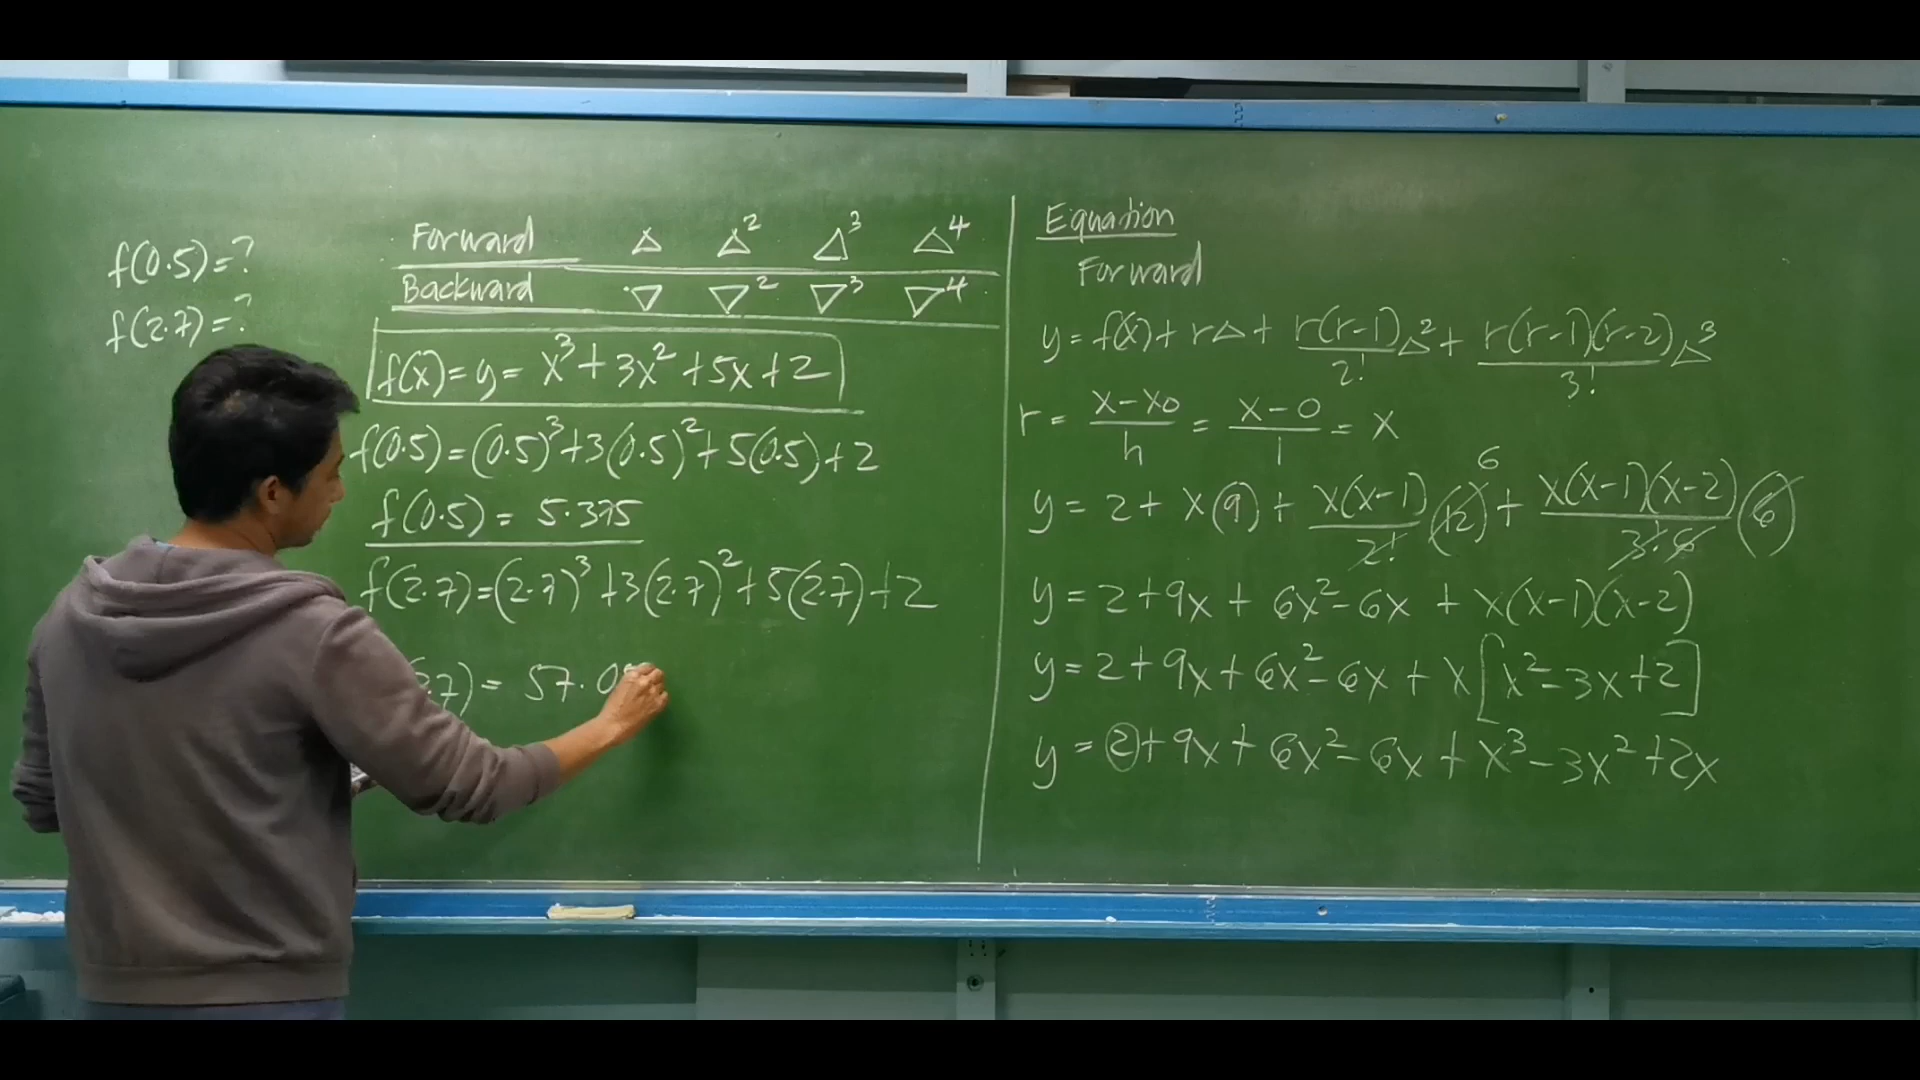 f(0.5)=?
f(2.7)=?
Forward △ △² △³ △⁴
Backward ▽ ▽² ▽³ ▽⁴
f(x)=y= x³+3x²+5x+2
f(0.5)=(0.5)³+3(0.5)²+5(0.5)+2
f(0.5) = 5.375
f(2.7)=(2.7)³+3(2.7)²+5(2.7)+2
.7) = 57.0
Equation
Forward
y = f(x) + r△ + r(r-1)/2! △² + r(r-1)(r-2)/3! △³
r = x-x0/h = x-0/1 = x
y = 2 + x(9) + x(x-1)/2! (12) 6 + x(x-1)(x-2)/3! 6 (6)
y = 2+9x + 6x²-6x + x(x-1)(x-2)
y = 2+9x+6x²-6x + x[x²-3x+2]
y = 2+9x+6x²-6x+x³-3x²+2x